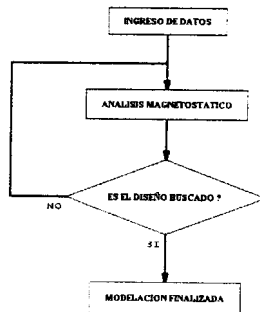 INGRESO DE DATOS
ANALISIS MAGNETOSTATICO
ES EL DISEÑO BUSCADO ?
NO
SI
MODELACION FINALIZADA